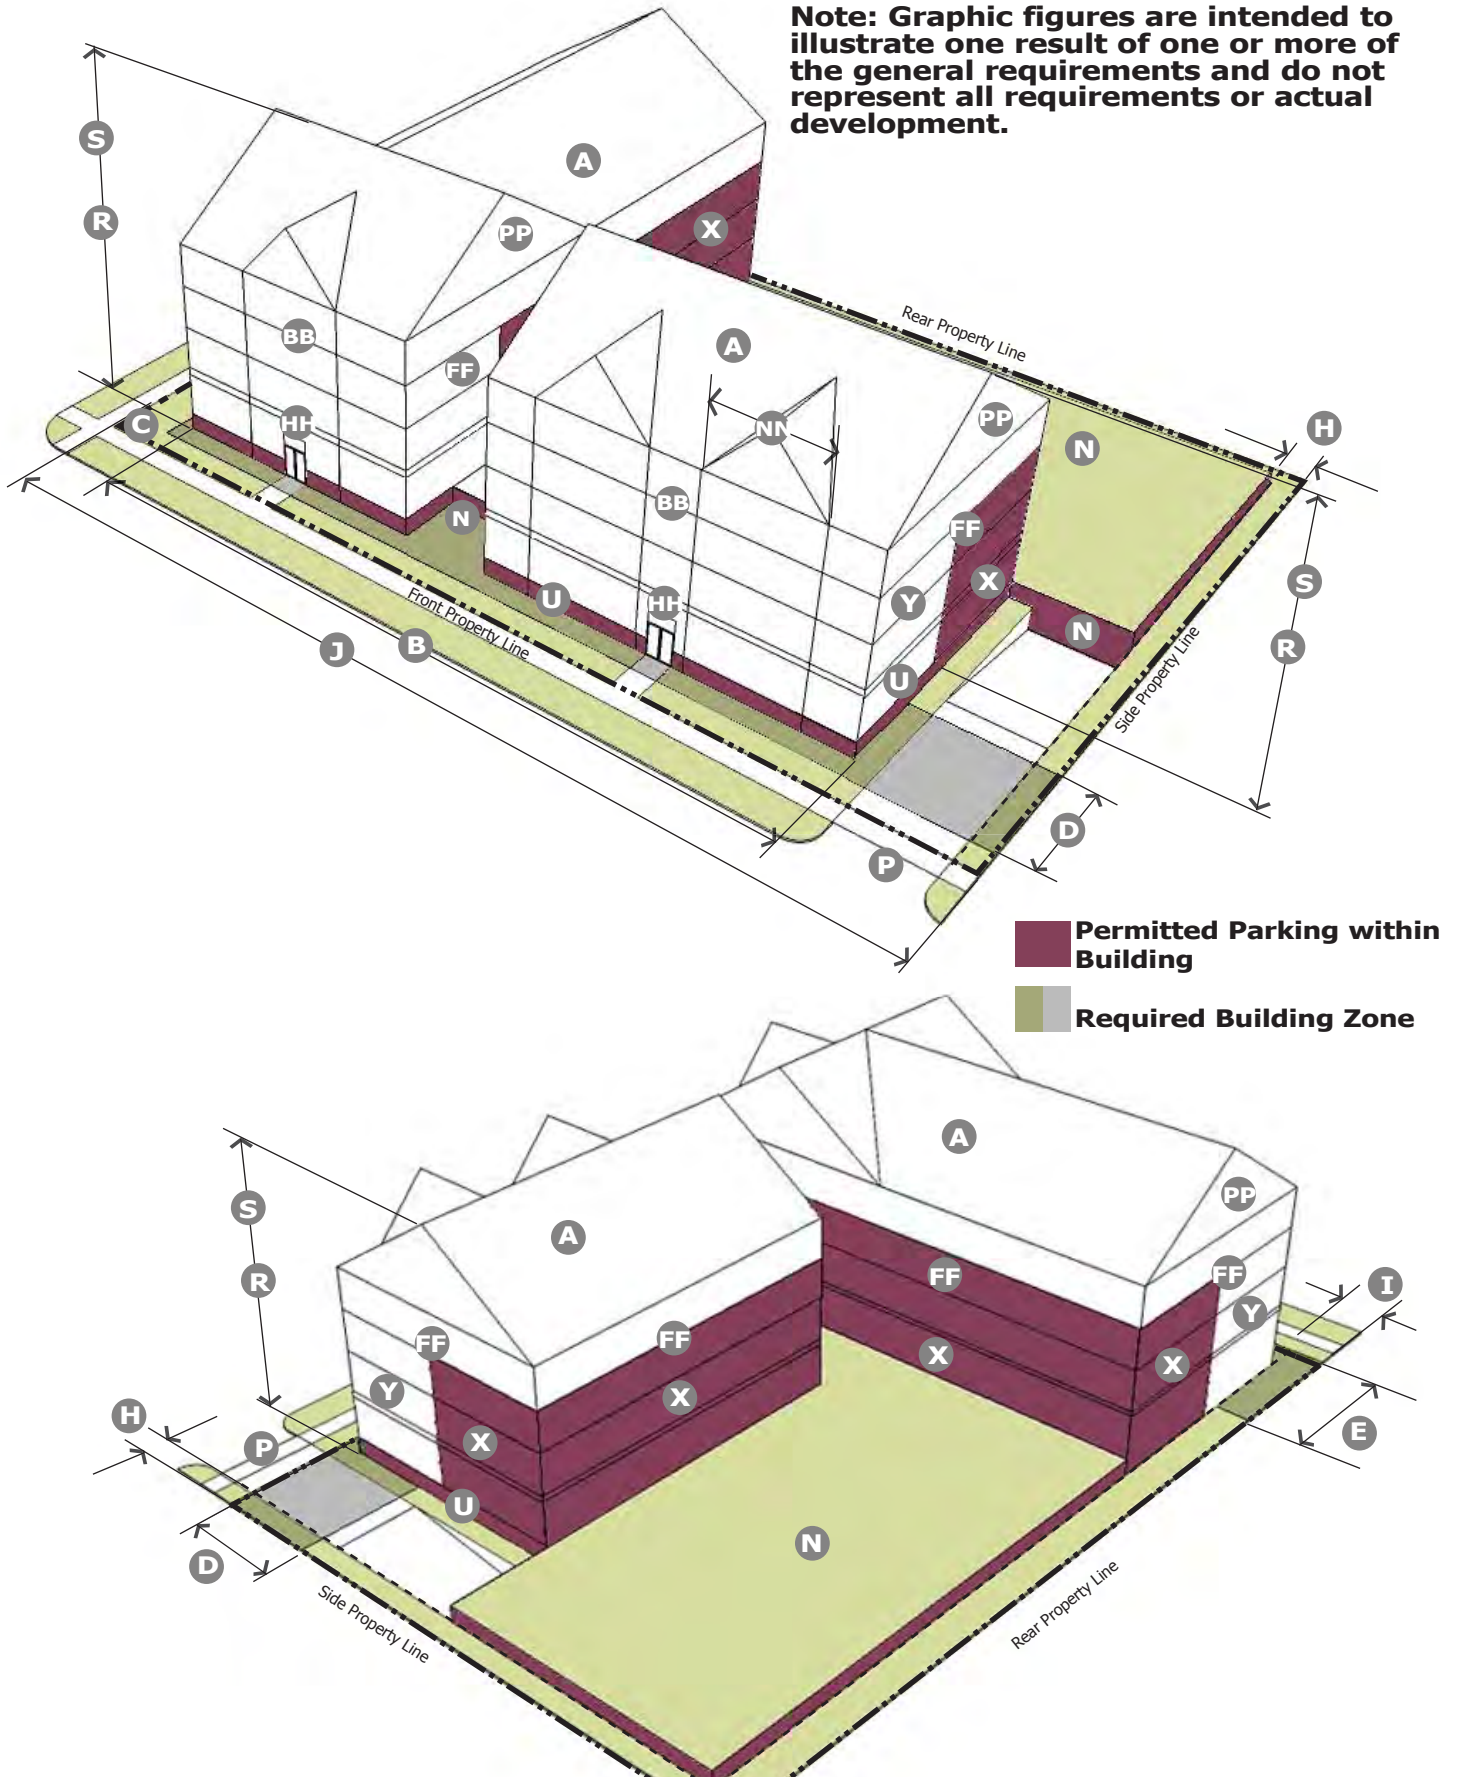 Note: Graphic figures are intended to
illustrate one result of one or more of
the general requirements and do not
represent all requirements or actual
development.
S
A
R
X
PP
Rear Property Line
BB
A
FF
C
HH
PP
NN
N
H
BB
N
FF
S
X
U
HH
Y
N
Front Property Line
R
J
B
U
Side Property Line
D
P
Permitted Parking within
Building
Required Building Zone
A
PP
S
A
FF
FF
R
I
Y
FF
FF
X
X
Y
X
H
E
P
X
U
N
D
Side Property Line
Rear Property Line